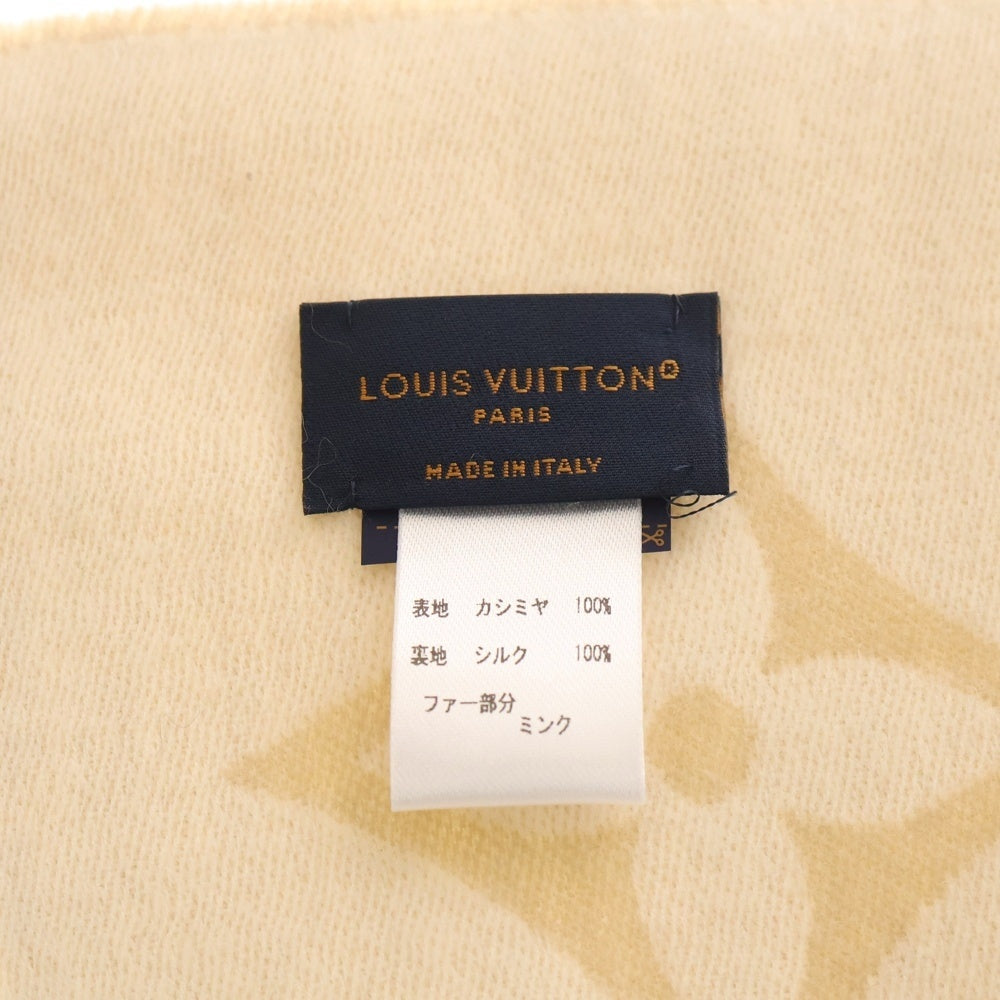 LOUIS VUITTON®
PARIS
MADE IN ITALY
表地 カシミヤ 100%
裏地 シルク 100%
ファー部分
ミンク